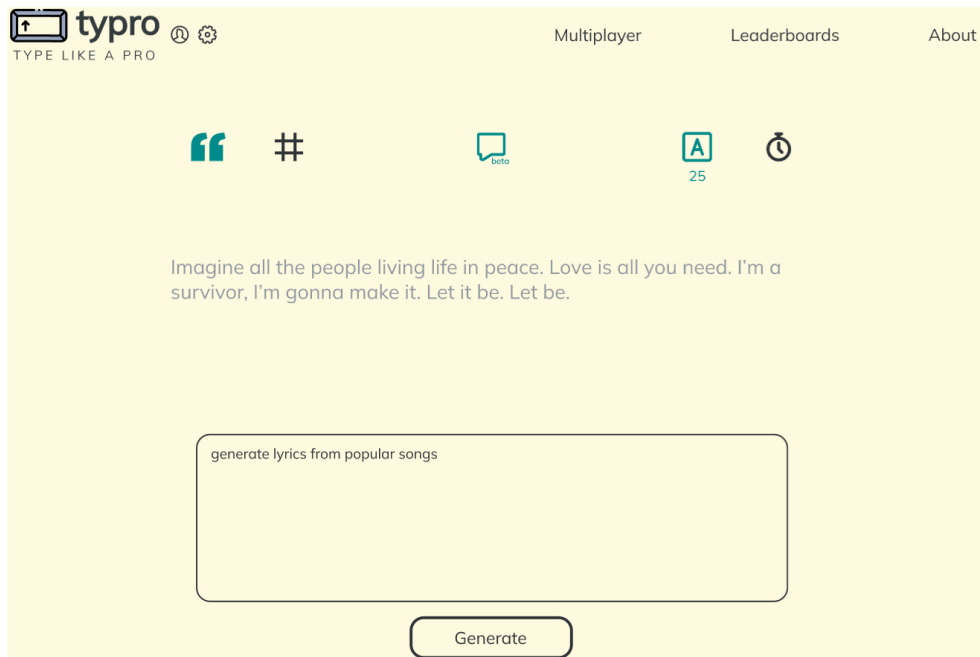 typro
TYPE LIKE A PRO
Multiplayer
Leaderboards
About
beta
A
25
Imagine all the people living life in peace. Love is all you need. I'm a
survivor, I'm gonna make it. Let it be. Let be.
generate lyrics from popular songs
Generate